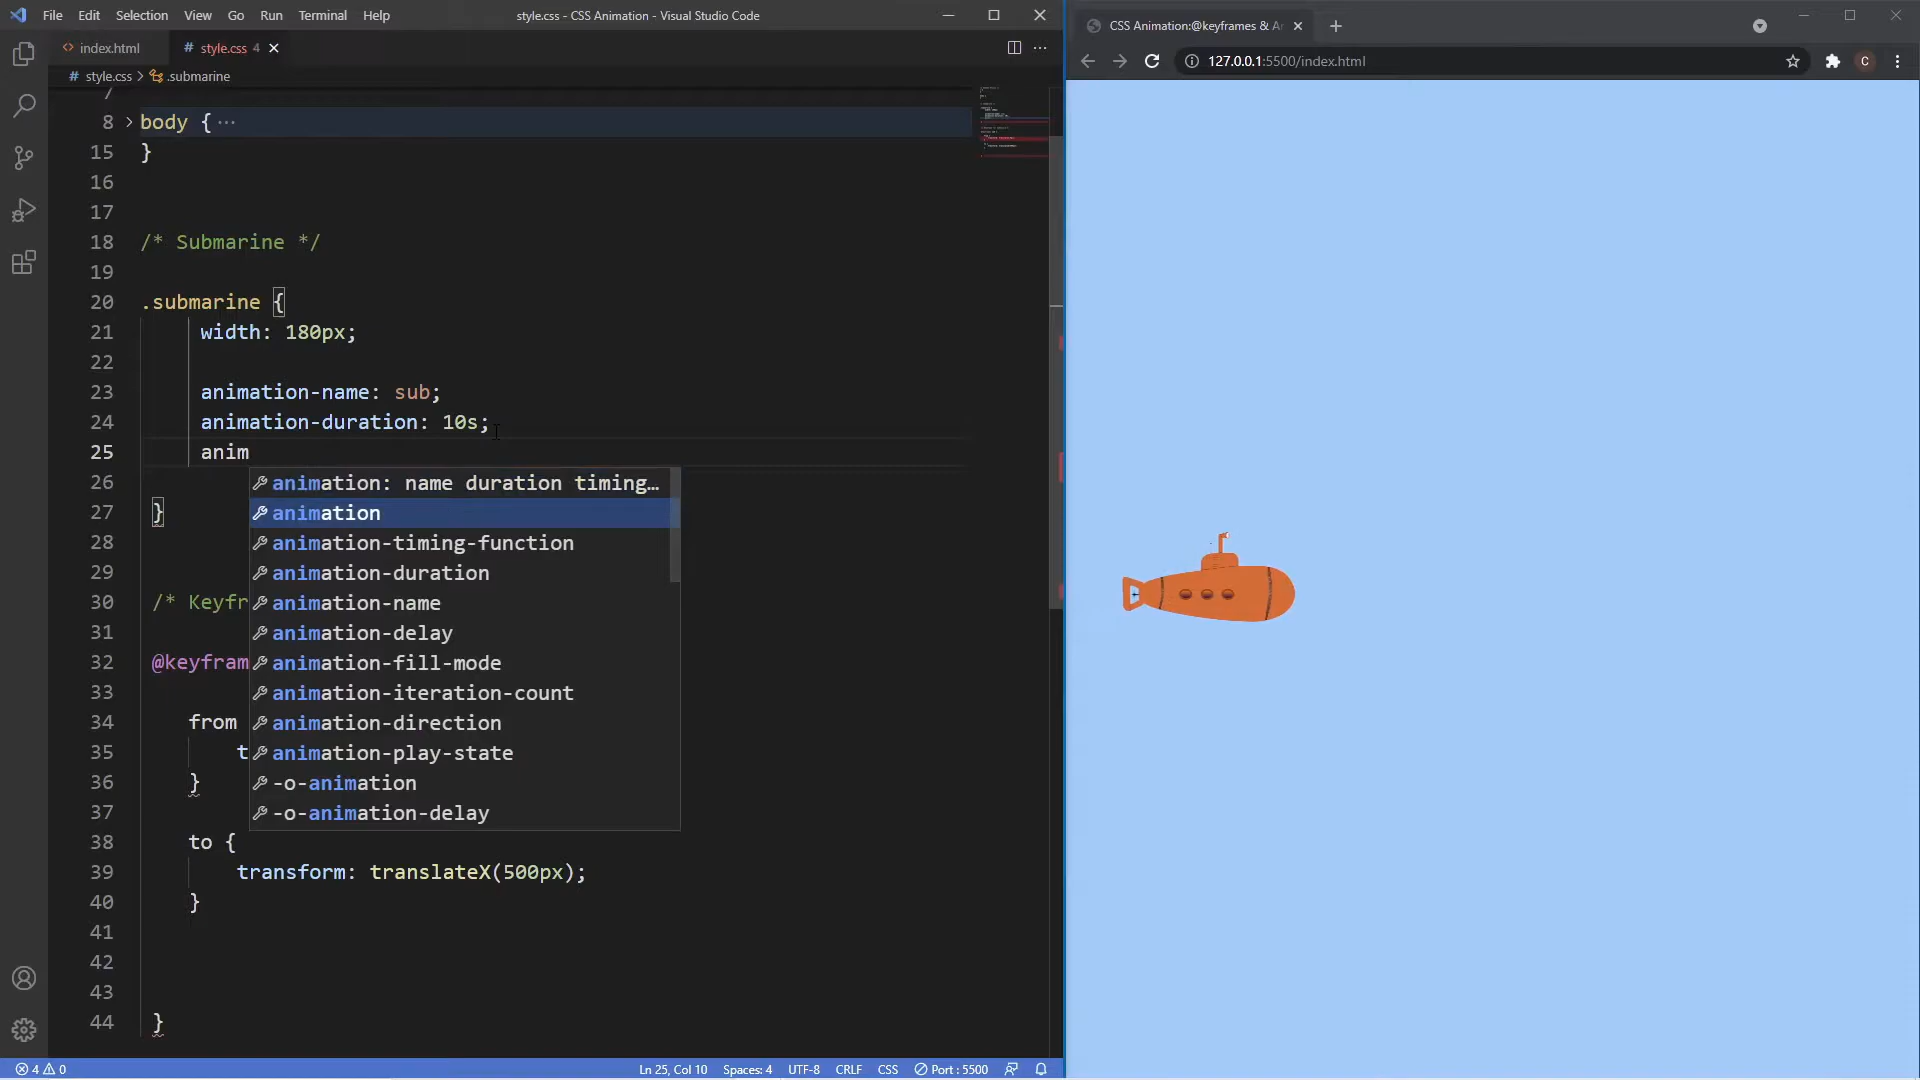 File Edit Selection View Go Run Terminal Help
style.css - CSS Animation - Visual Studio Code
index.html
style.css 4
style.css > .submarine
7
8 body { ···
15 }
16
17
18 /* Submarine */
19
20 .submarine {
21 width: 180px;
22
23 animation-name: sub;
24 animation-duration: 10s;
25 anim
26
27 }
28
29
30 /* Keyfr
31
32 @keyfram
33
34 from
35 t
36 }
37
38 to {
39 transform: translateX(500px);
40 }
41
42
43
44 }
animation: name duration timing…
animation
animation-timing-function
animation-duration
animation-name
animation-delay
animation-fill-mode
animation-iteration-count
animation-direction
animation-play-state
-o-animation
-o-animation-delay
4 0
Ln 25, Col 10 Spaces: 4 UTF-8 CRLF CSS Port : 5500
CSS Animation:@keyframes & A
127.0.0.1:5500/index.html
C